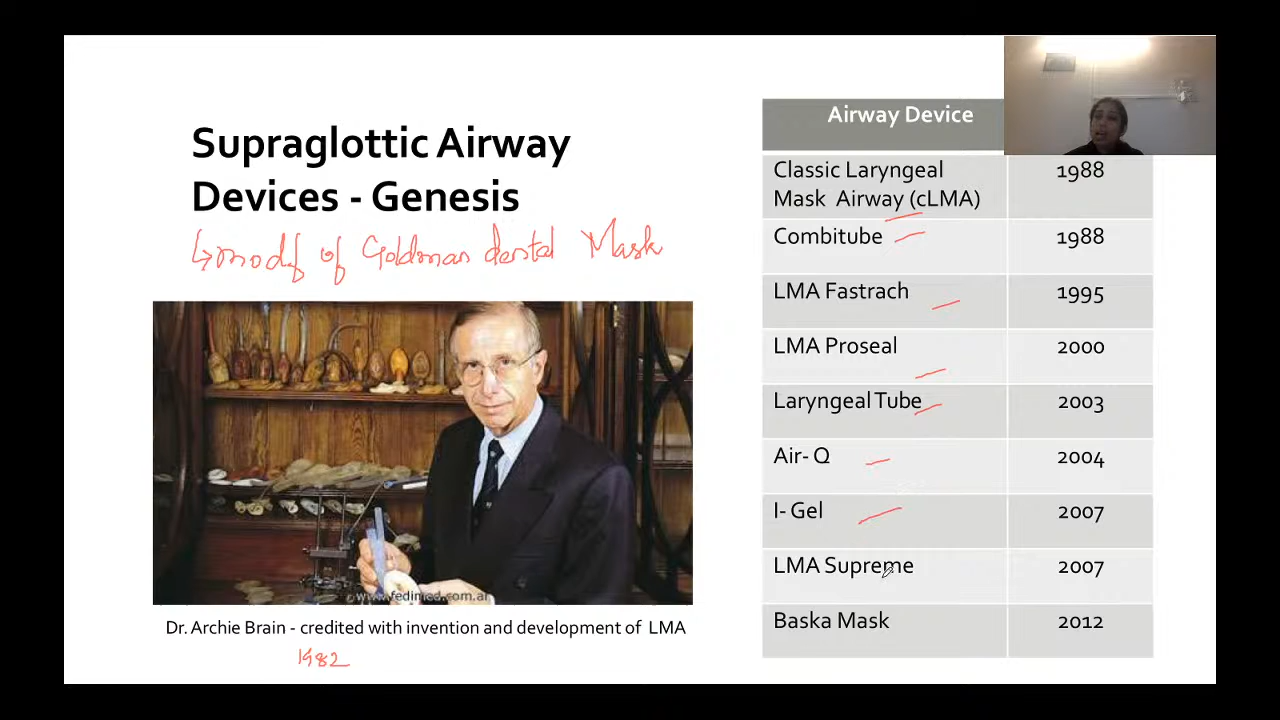 Supraglottic Airway
Devices - Genesis
↳ modf of Goldman dental Mask
www.fedimed.com.ar
Dr. Archie Brain - credited with invention and development of LMA
1982
Airway Device
Classic Laryngeal
Mask Airway (cLMA) 1988
Combitube 1988
LMA Fastrach 1995
LMA Proseal 2000
Laryngeal Tube 2003
Air- Q 2004
I- Gel 2007
LMA Supreme 2007
Baska Mask 2012